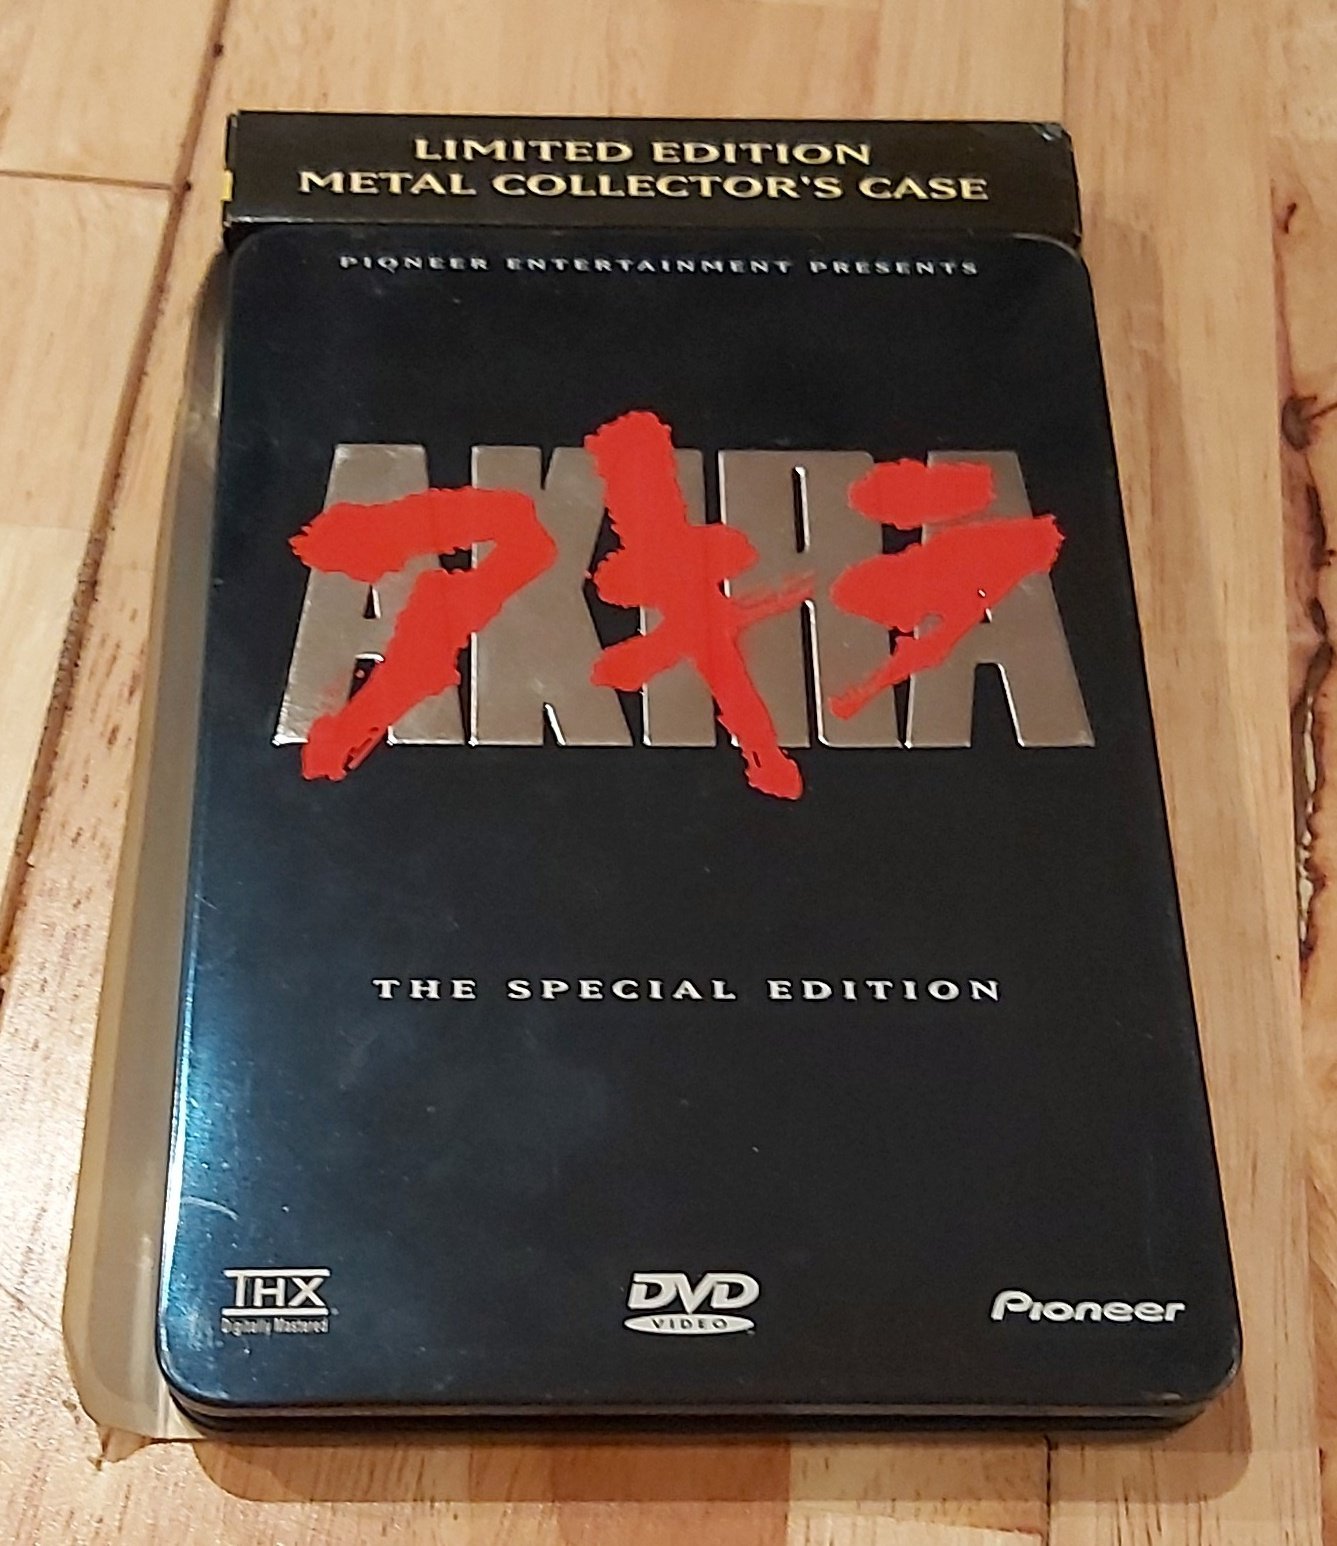 LIMITED EDITION
METAL COLLECTOR'S CASE
PIONEER ENTERTAINMENT PRESENTS
AKIRA
アキラ
THE SPECIAL EDITION
THX
Digitally Mastered
DVD
VIDEO
Pioneer